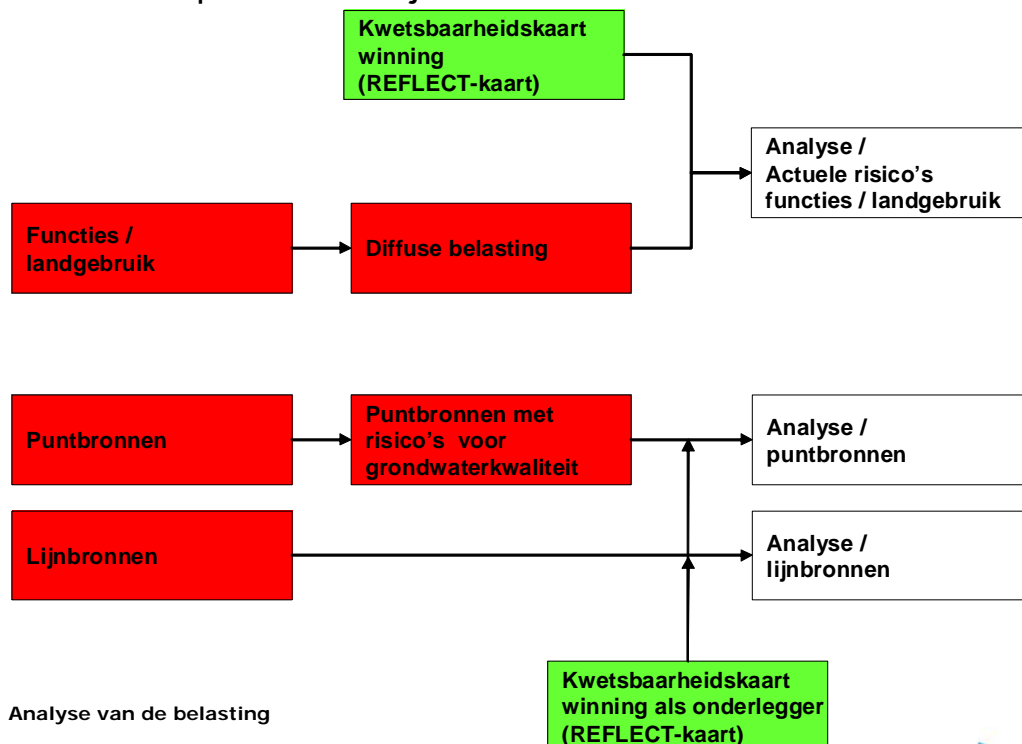 Kwetsbaarheidskaart
winning
(REFLECT-kaart)
Analyse /
Actuele risico's
functies / landgebruik
Functies /
landgebruik
Diffuse belasting
Puntbronnen
Puntbronnen met
risico's voor
grondwaterkwaliteit
Analyse /
puntbronnen
Lijnbronnen
Analyse /
lijnbronnen
Kwetsbaarheidskaart
winning als onderlegger
(REFLECT-kaart)
Analyse van de belasting